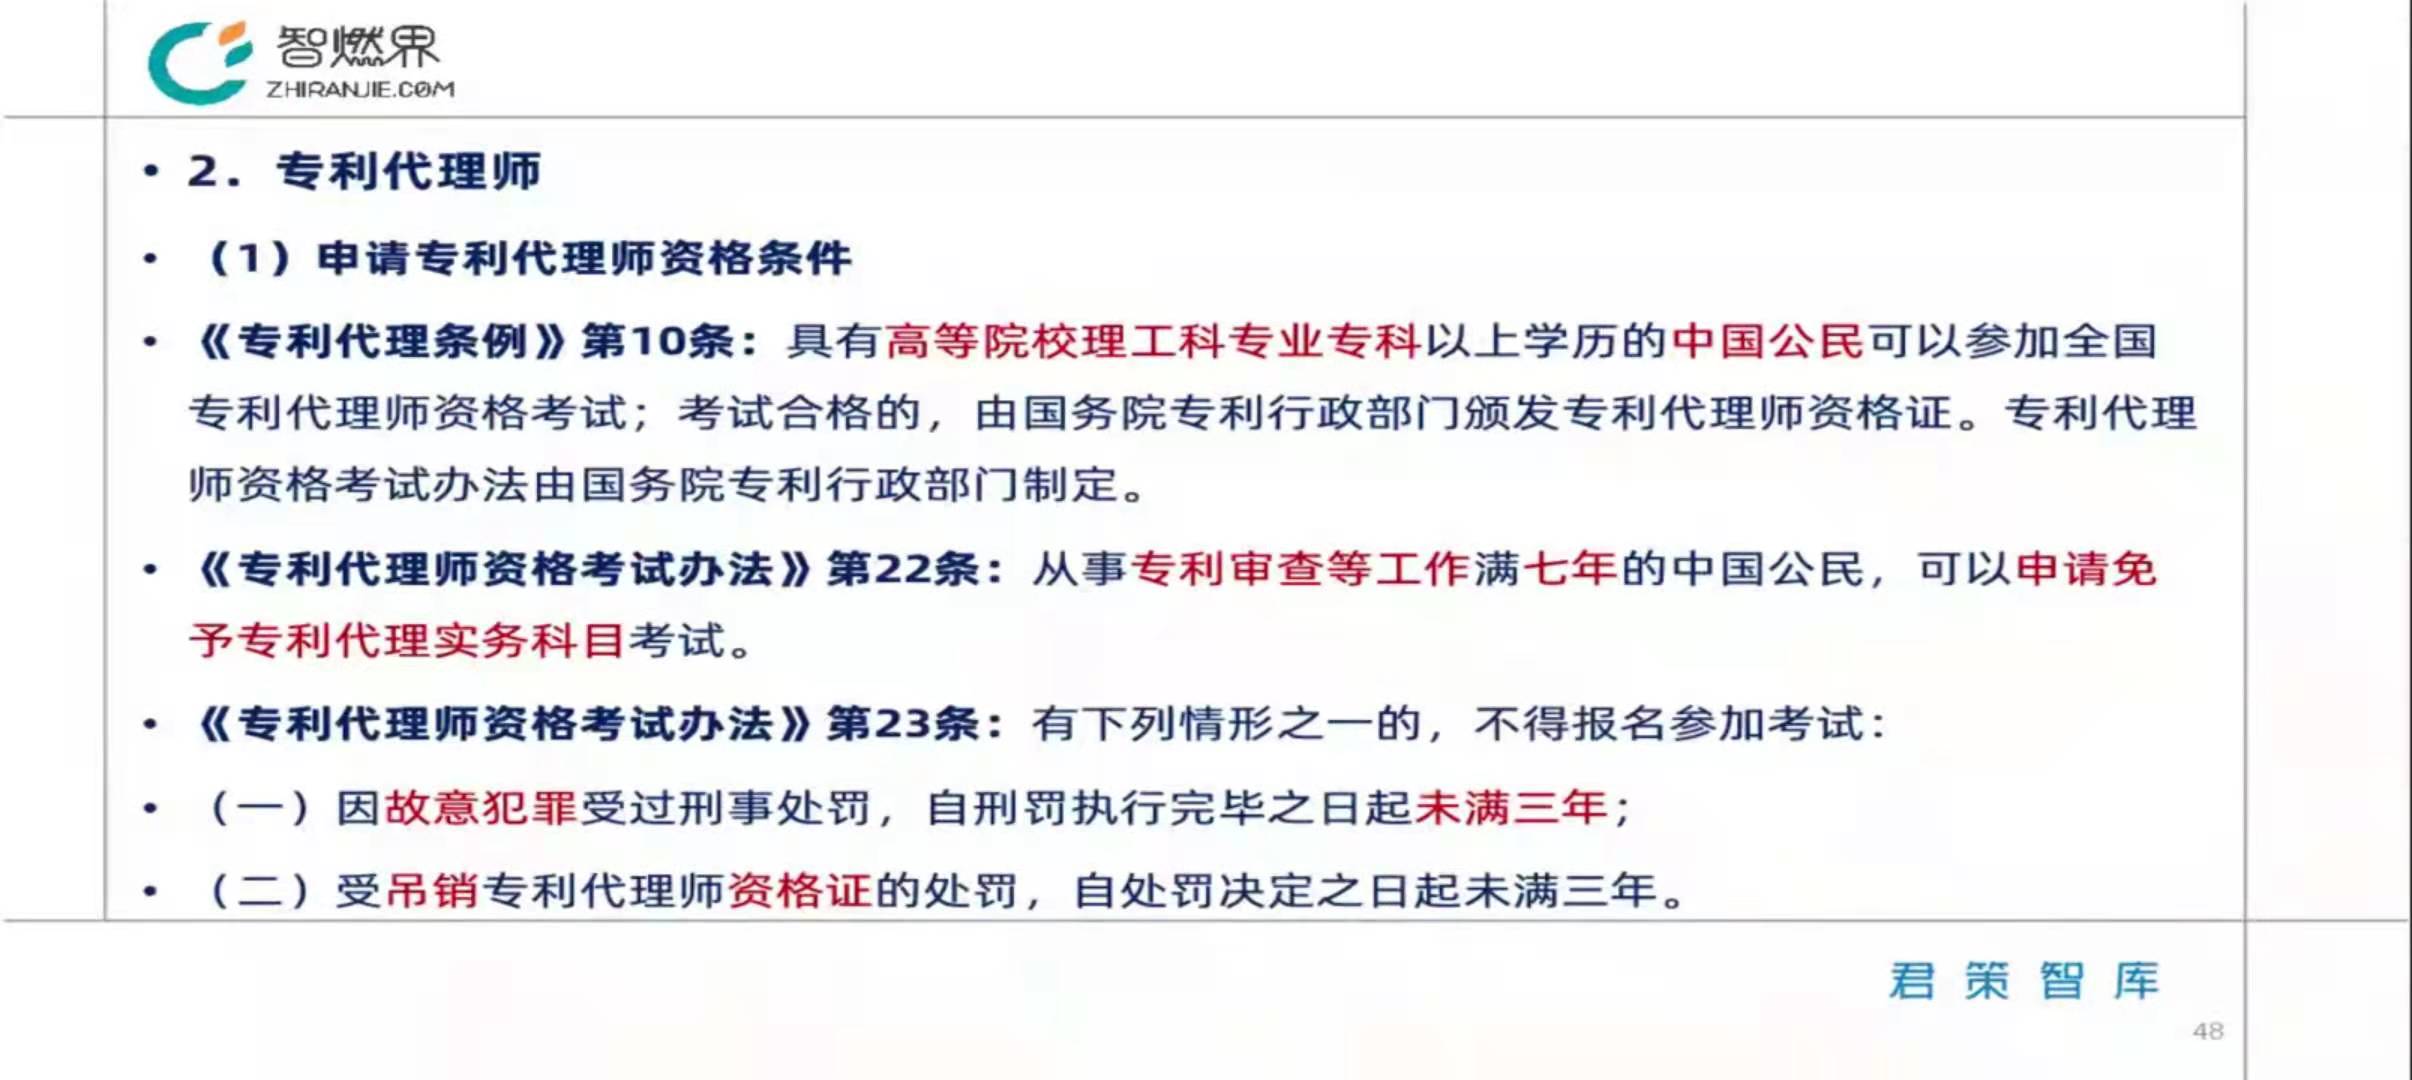 智燃界
ZHIRANJIE.COM
• 2. 专利代理师
• （1）申请专利代理师资格条件
• 《专利代理条例》第10条：具有高等院校理工科专业专科以上学历的中国公民可以参加全国
专利代理师资格考试；考试合格的，由国务院专利行政部门颁发专利代理师资格证。专利代理
师资格考试办法由国务院专利行政部门制定。
• 《专利代理师资格考试办法》第22条：从事专利审查等工作满七年的中国公民，可以申请免
予专利代理实务科目考试。
• 《专利代理师资格考试办法》第23条：有下列情形之一的，不得报名参加考试：
• （一）因故意犯罪受过刑事处罚，自刑罚执行完毕之日起未满三年；
• （二）受吊销专利代理师资格证的处罚，自处罚决定之日起未满三年。
君策智库
48